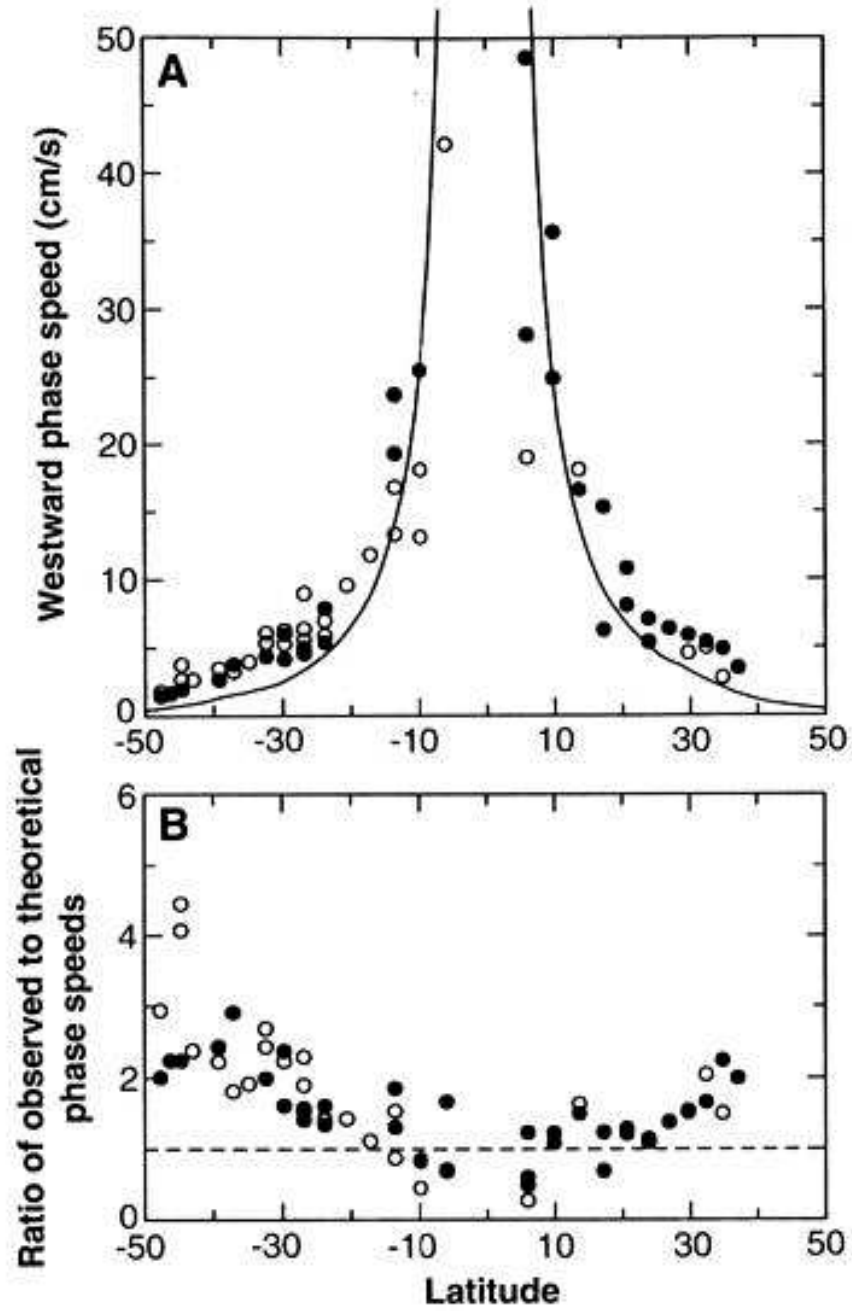 A
Westward phase speed (cm/s)
50
40
30
20
10
0
-50 -30 -10 10 30 50
B
Ratio of observed to theoretical
phase speeds
6
4
2
0
-50 -30 -10 10 30 50
Latitude